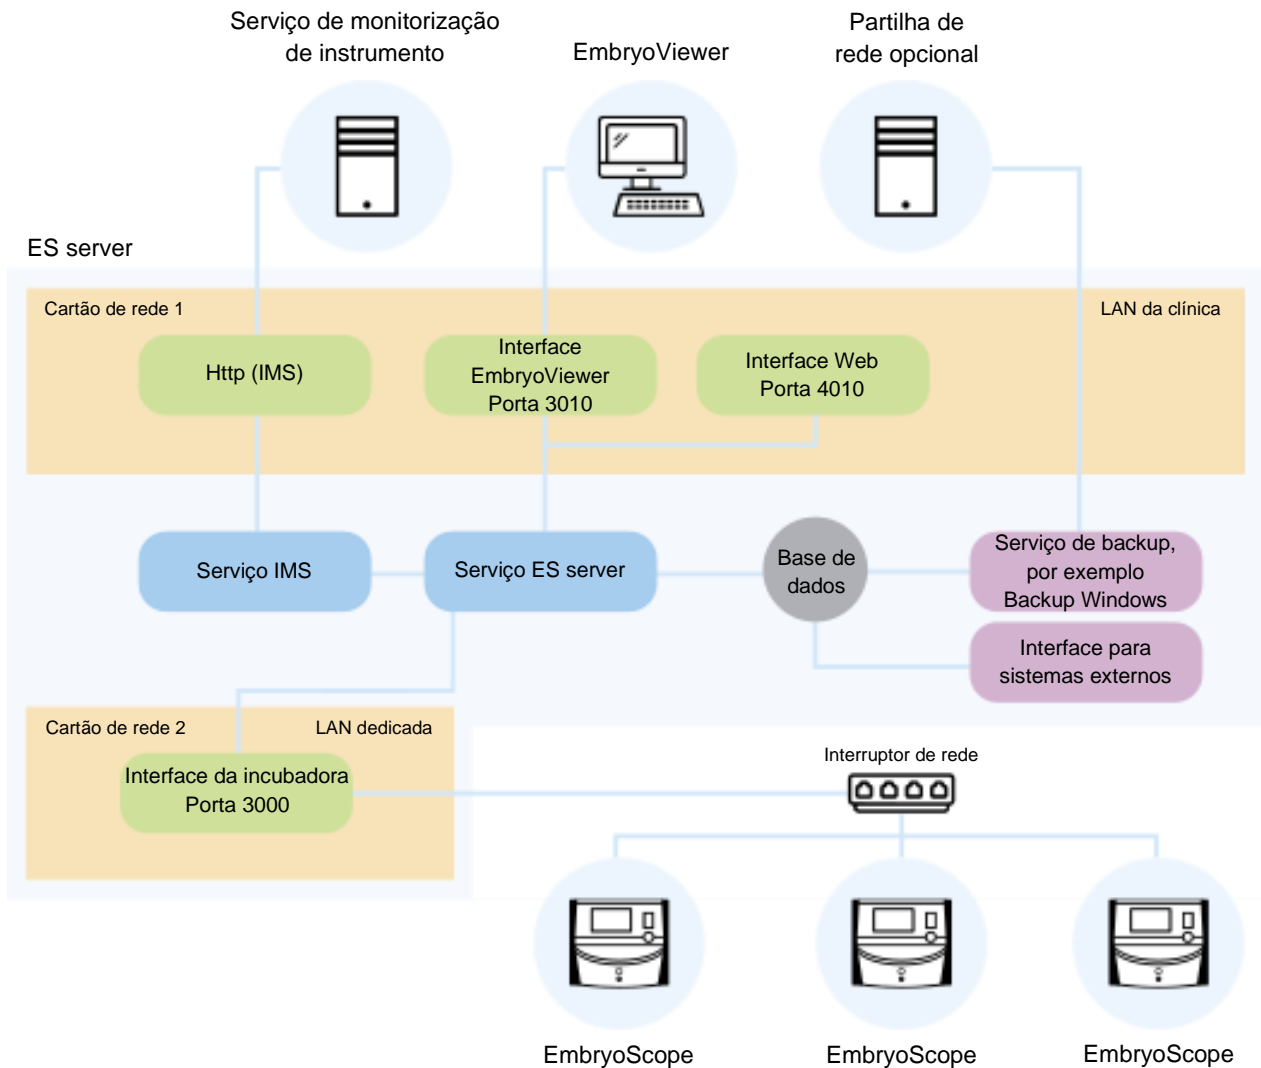 Serviço de monitorização
de instrumento
EmbryoViewer
Partilha de
rede opcional
ES server
Cartão de rede 1
LAN da clínica
Http (IMS)
Interface
EmbryoViewer
Porta 3010
Interface Web
Porta 4010
Serviço IMS
Serviço ES server
Base de
dados
Serviço de backup,
por exemplo
Backup Windows
Interface para
sistemas externos
Cartão de rede 2
LAN dedicada
Interface da incubadora
Porta 3000
Interruptor de rede
EmbryoScope
EmbryoScope
EmbryoScope